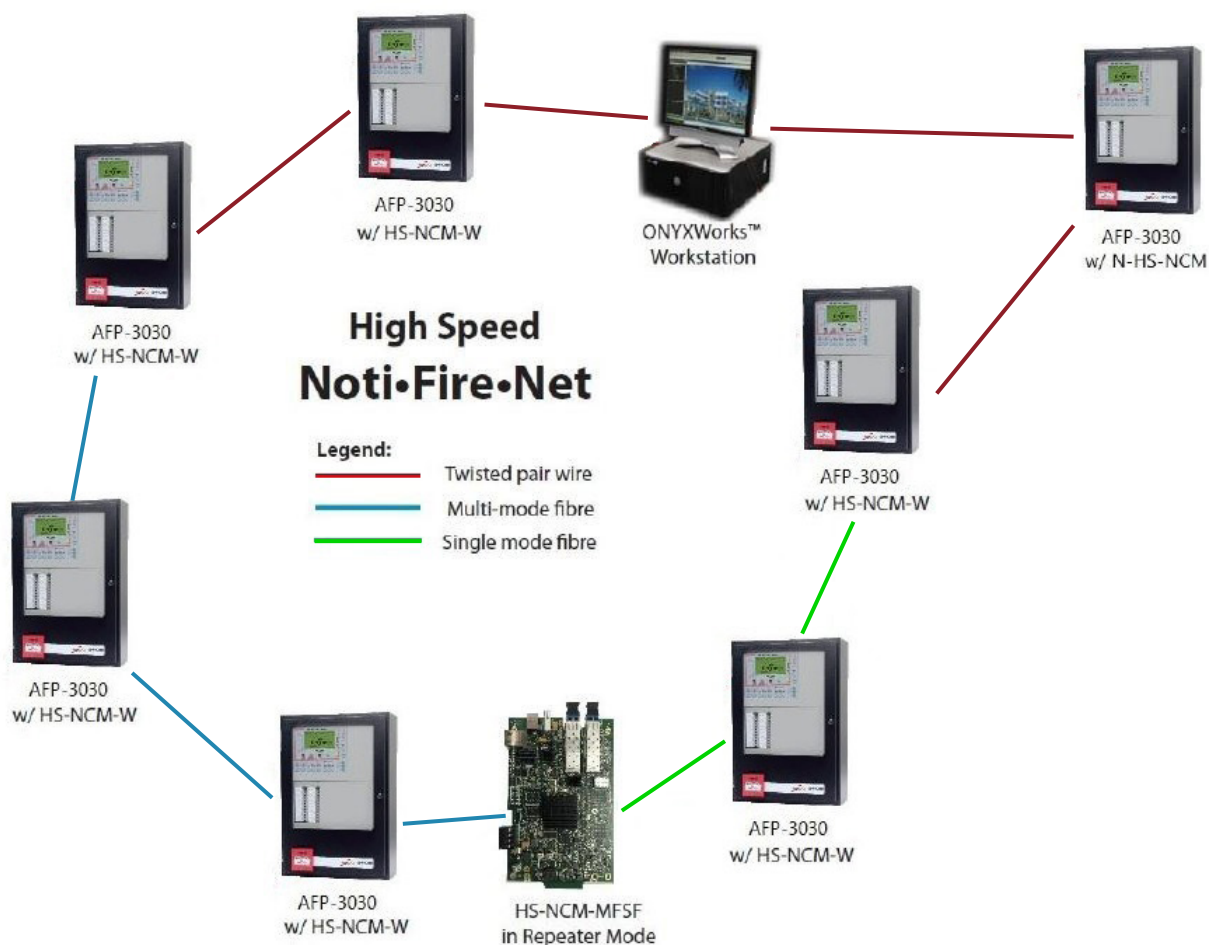 AFP-3030
w/ HS-NCM-W
ONYXWorks™
Workstation
AFP-3030
w/ N-HS-NCM
AFP-3030
w/ HS-NCM-W
High Speed
Noti•Fire•Net
Legend:
Twisted pair wire
Multi-mode fibre
Single mode fibre
AFP-3030
w/ HS-NCM-W
AFP-3030
w/ HS-NCM-W
AFP-3030
w/ HS-NCM-W
AFP-3030
w/ HS-NCM-W
HS-NCM-MFSF
in Repeater Mode